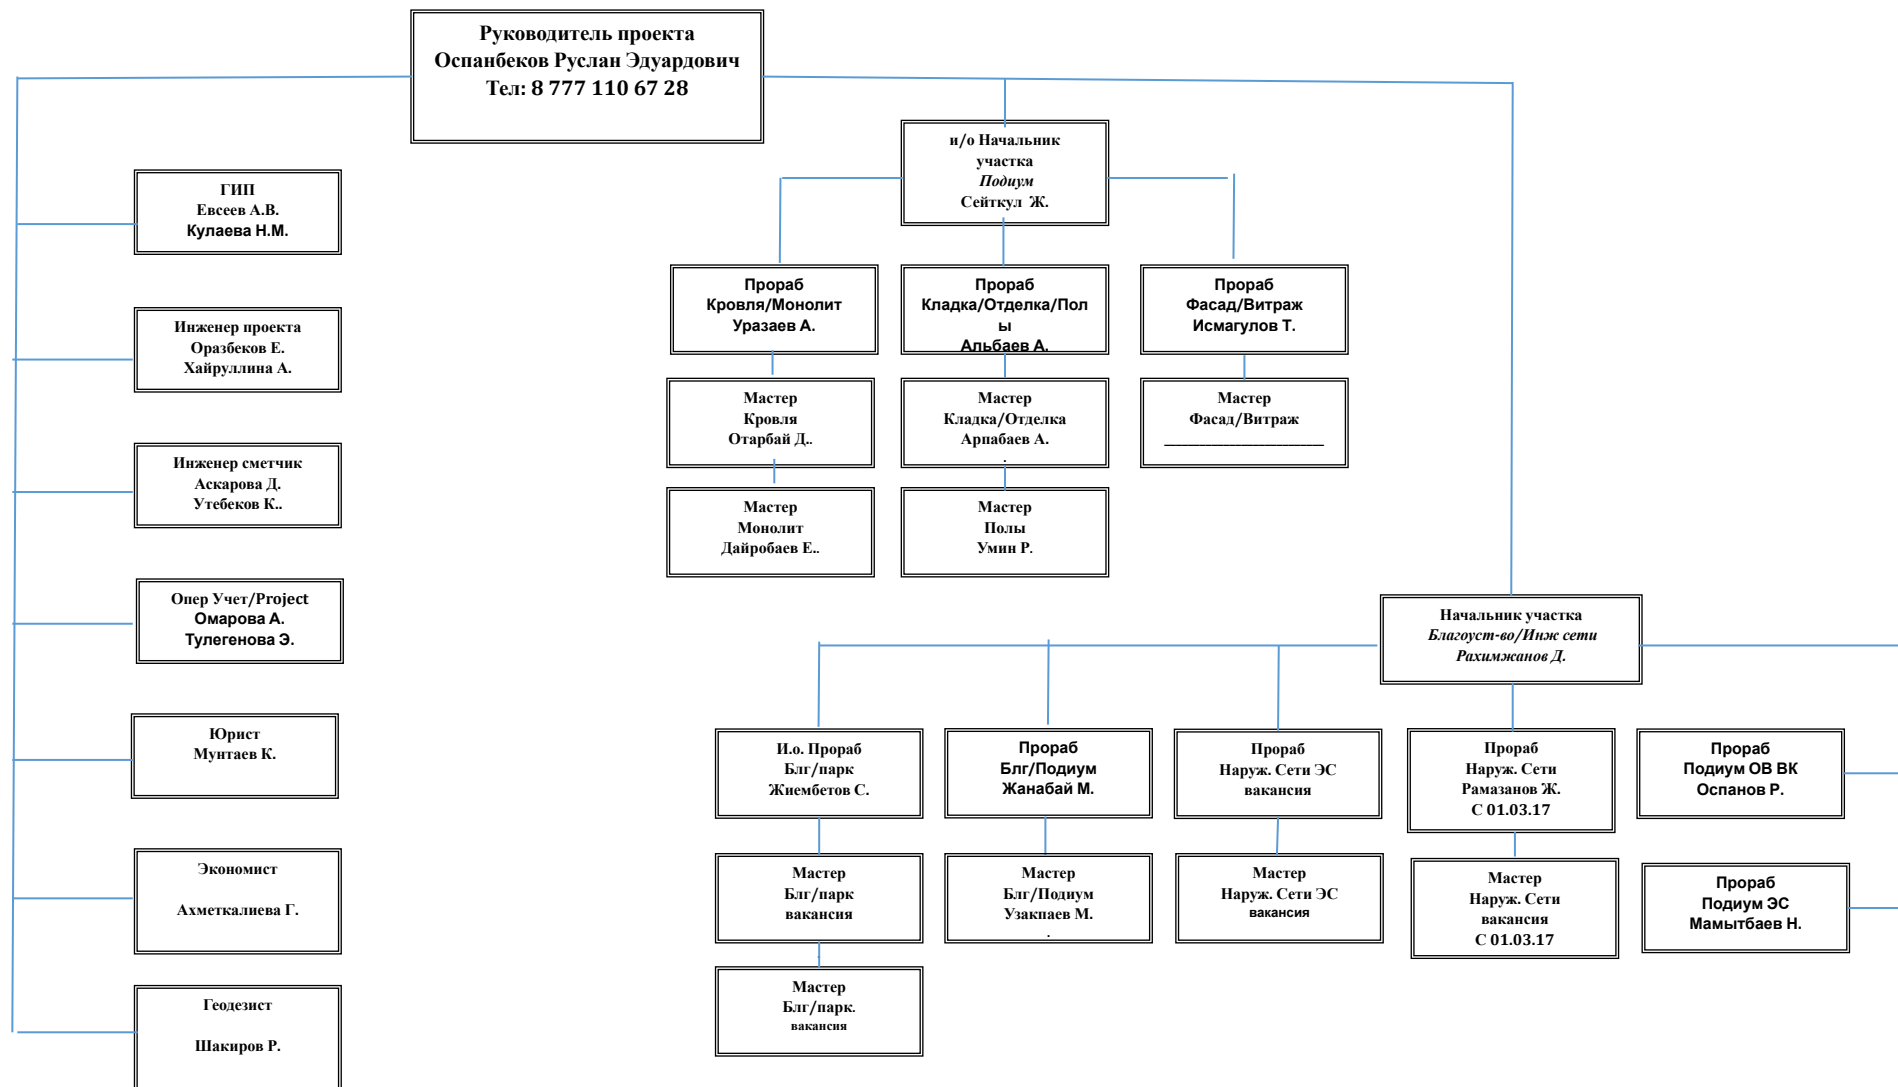 Руководитель проекта
Оспанбеков Руслан Эдуардович
Тел: 8 777 110 67 28
и/о Начальник
участка
Подиум
Сейткул Ж.
ГИП
Евсеев А.В.
Кулаева Н.М.
Инженер проекта
Оразбеков Е.
Хайруллина А.
Инженер сметчик
Аскарова Д.
Утебеков К..
Опер Учет/Project
Омарова А.
Тулегенова Э.
Юрист
Мунтаев К.
Экономист
Ахметкалиева Г.
Геодезист
Шакиров Р.
Прораб
Кровля/Монолит
Уразаев А.
Прораб
Кладка/Отделка/Пол
ы
Альбаев А.
Прораб
Фасад/Витраж
Исмагулов Т.
Мастер
Кровля
Отарбай Д..
Мастер
Кладка/Отделка
Арпабаев А.
.
Мастер
Фасад/Витраж
Мастер
Монолит
Дайробаев Е..
Мастер
Полы
Умин Р.
Начальник участка
Благоуст-во/Инж сети
Рахимжанов Д.
И.о. Прораб
Блг/парк
Жиембетов С.
Прораб
Блг/Подиум
Жанабай М.
Прораб
Наруж. Сети ЭС
вакансия
Прораб
Наруж. Сети
Рамазанов Ж.
С 01.03.17
Прораб
Подиум ОВ ВК
Оспанов Р.
Мастер
Блг/парк
вакансия
Мастер
Блг/Подиум
Узакпаев М.
.
Мастер
Наруж. Сети ЭС
вакансия
Мастер
Наруж. Сети
вакансия
С 01.03.17
Прораб
Подиум ЭС
Мамытбаев Н.
Мастер
Блг/парк.
вакансия